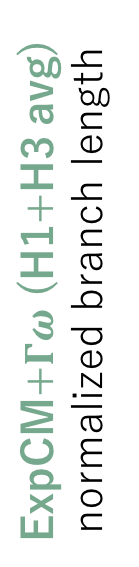 ExpCM+Γω (H1+H3 avg)
normalized branch length